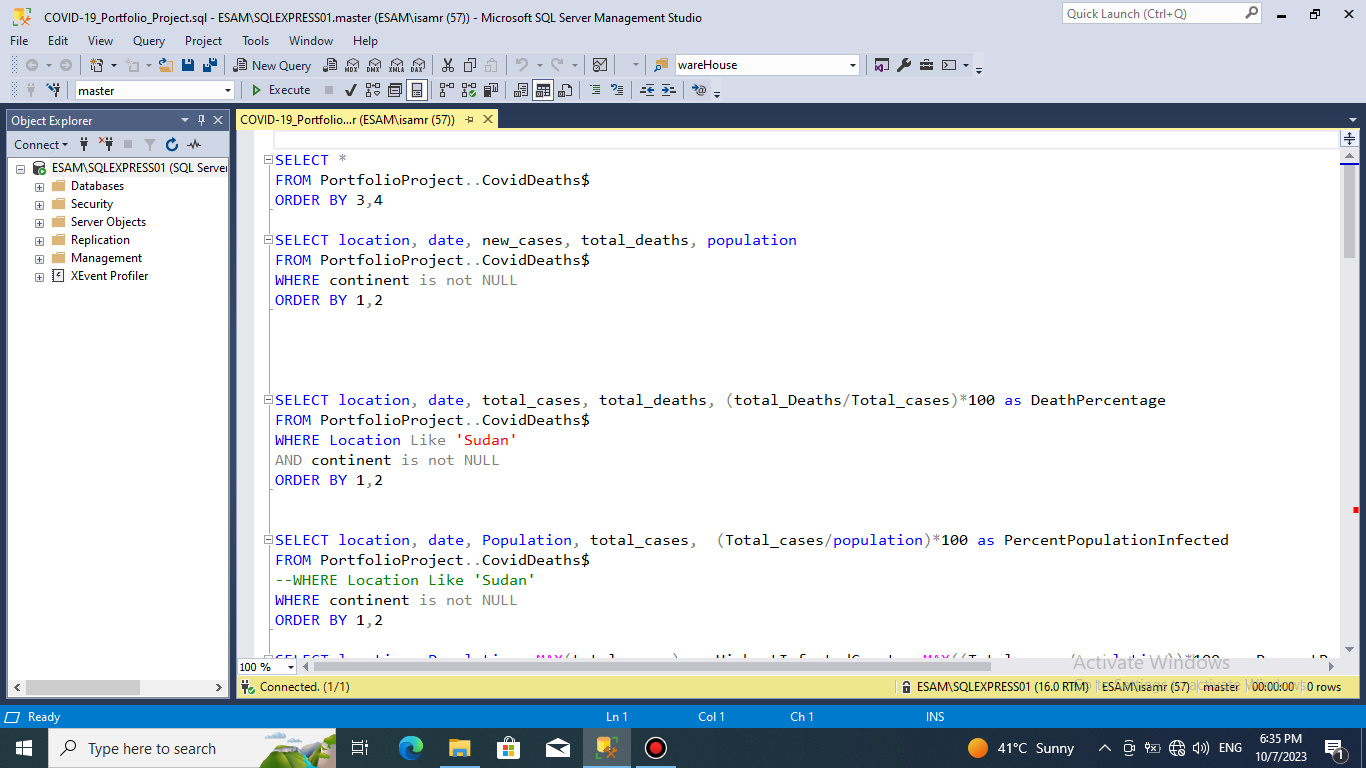 COVID-19_Portfolio_Project.sql - ESAM\SQLEXPRESS01.master (ESAM\isamr (57)) - Microsoft SQL Server Management Studio
Quick Launch (Ctrl+Q)
File Edit View Query Project Tools Window Help
New Query MDX DMX XMLA DAX wareHouse
master Execute
Object Explorer
COVID-19_Portfolio...r (ESAM\isamr (57))
Connect
ESAM\SQLEXPRESS01 (SQL Server
Databases
Security
Server Objects
Replication
Management
XEvent Profiler
SELECT *
FROM PortfolioProject..CovidDeaths$
ORDER BY 3,4
SELECT location, date, new_cases, total_deaths, population
FROM PortfolioProject..CovidDeaths$
WHERE continent is not NULL
ORDER BY 1,2
SELECT location, date, total_cases, total_deaths, (total_Deaths/Total_cases)*100 as DeathPercentage
FROM PortfolioProject..CovidDeaths$
WHERE Location Like 'Sudan'
AND continent is not NULL
ORDER BY 1,2
SELECT location, date, Population, total_cases,  (Total_cases/population)*100 as PercentPopulationInfected
FROM PortfolioProject..CovidDeaths$
--WHERE Location Like 'Sudan'
WHERE continent is not NULL
ORDER BY 1,2
100 %
Activate Windows
Connected. (1/1)
ESAM\SQLEXPRESS01 (16.0 RTM) ESAM\isamr (57) master 00:00:00 0 rows
Ready Ln 1 Col 1 Ch 1 INS
Type here to search
41°C Sunny
ENG
6:35 PM
10/7/2023
1